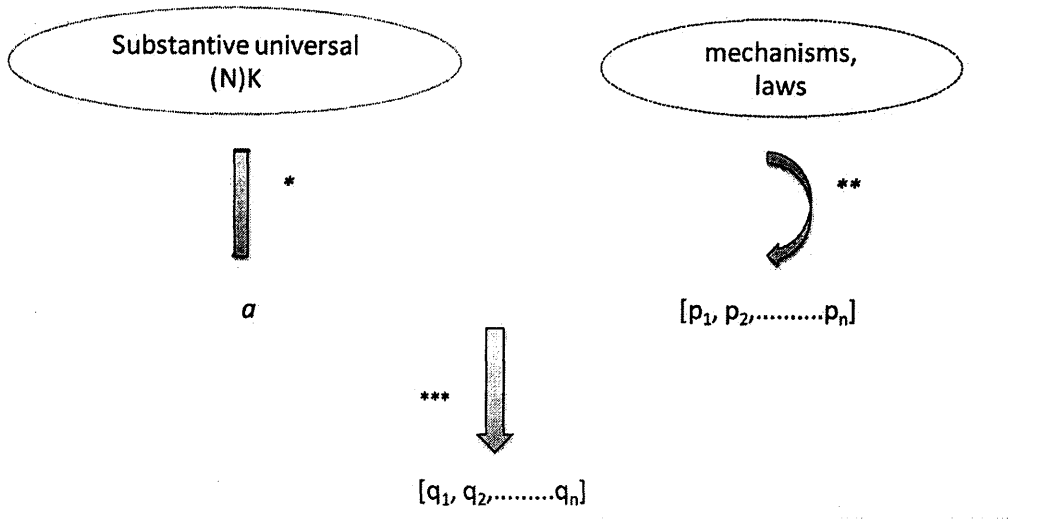 Substantive universal
(N)K
mechanisms,
laws
*
**
a
[p1, p2,..........pn]
***
[q1, q2,.........qn]